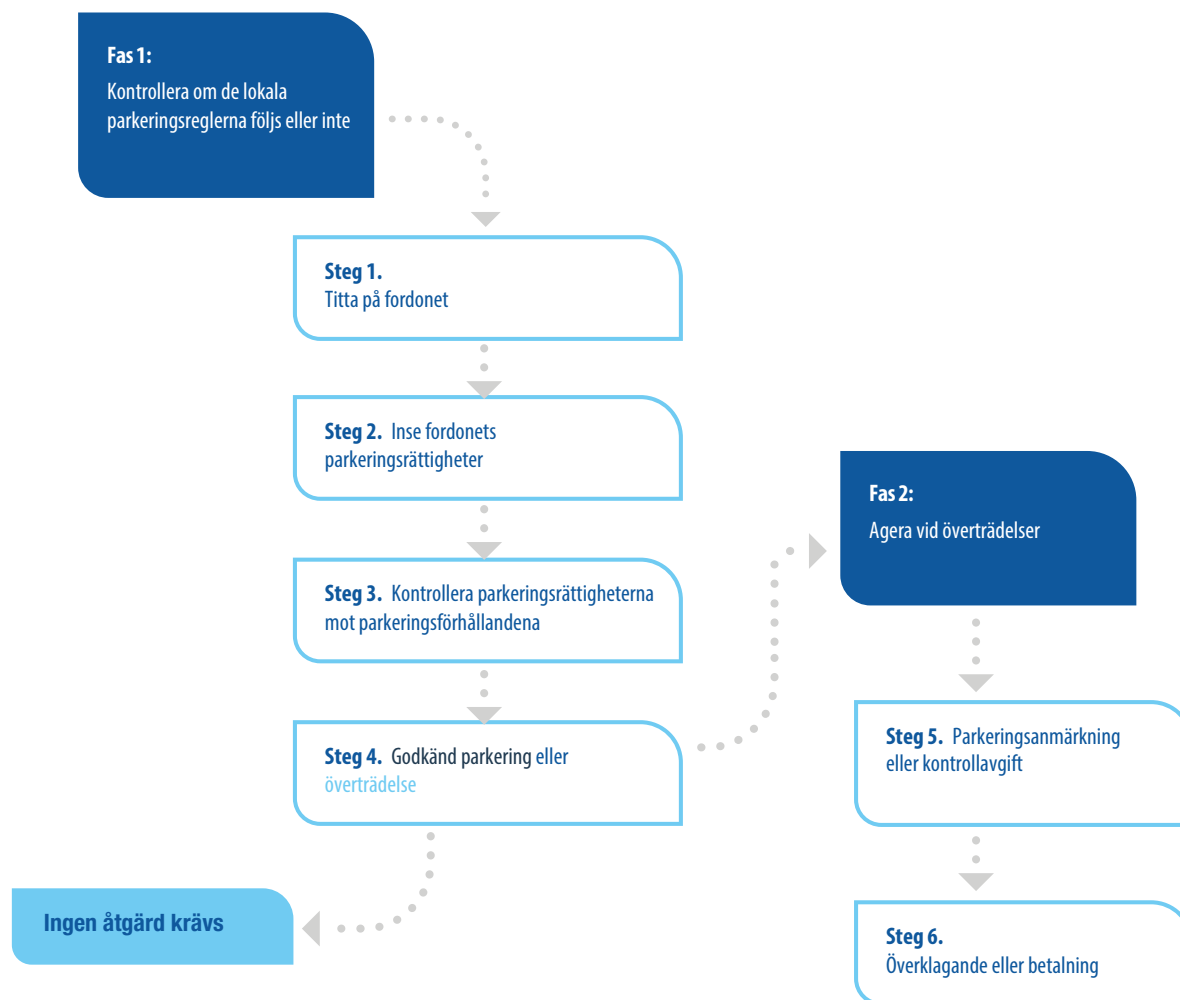 Fas 1:
Kontrollera om de lokala
parkeringsreglerna följs eller inte
Steg 1.
Titta på fordonet
Steg 2. Inse fordonets
parkeringsrättigheter
Steg 3. Kontrollera parkeringsrättigheterna
mot parkeringsförhållandena
Steg 4. Godkänd parkering eller
överträdelse
Ingen åtgärd krävs
Fas 2:
Agera vid överträdelser
Steg 5. Parkeringsanmärkning
eller kontrollavgift
Steg 6.
Överklagande eller betalning